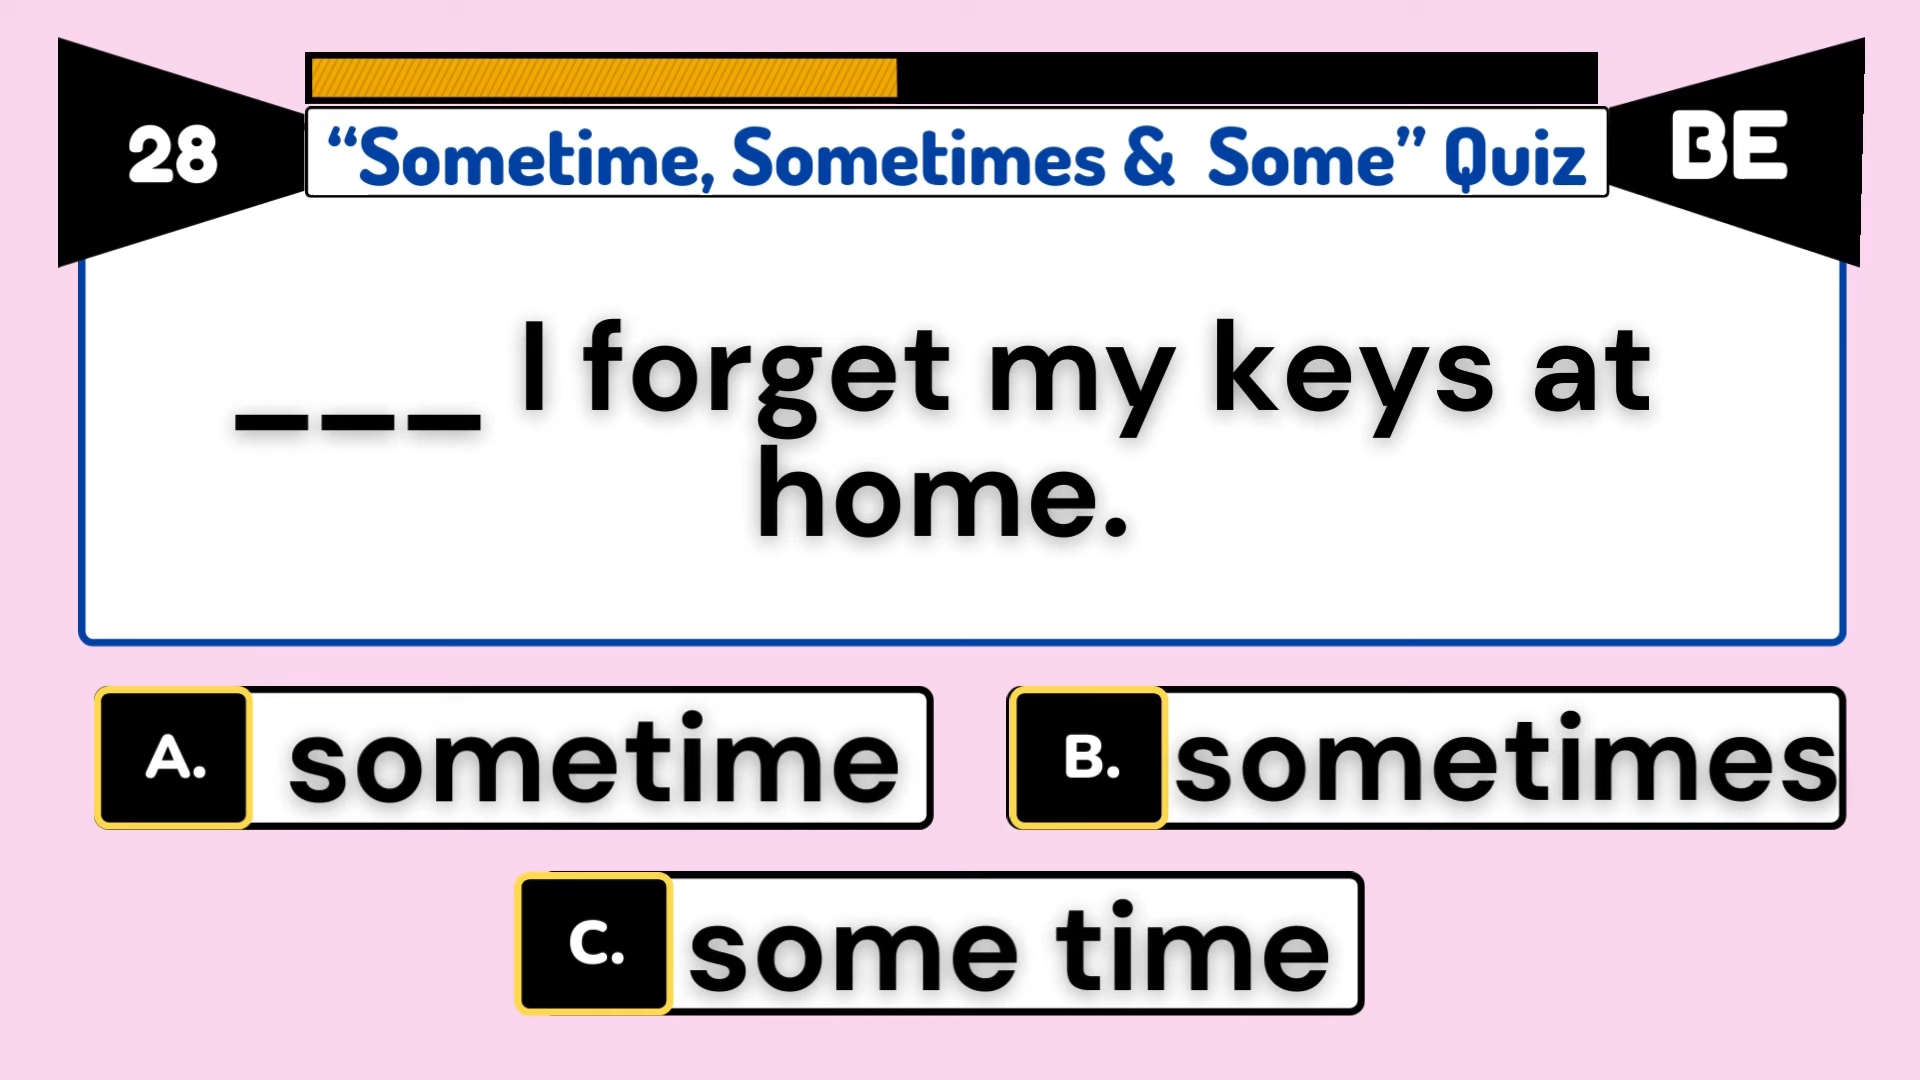 28
“Sometime, Sometimes & Some” Quiz
BE
___ I forget my keys at
home.
A. sometime
B. sometimes
C. some time